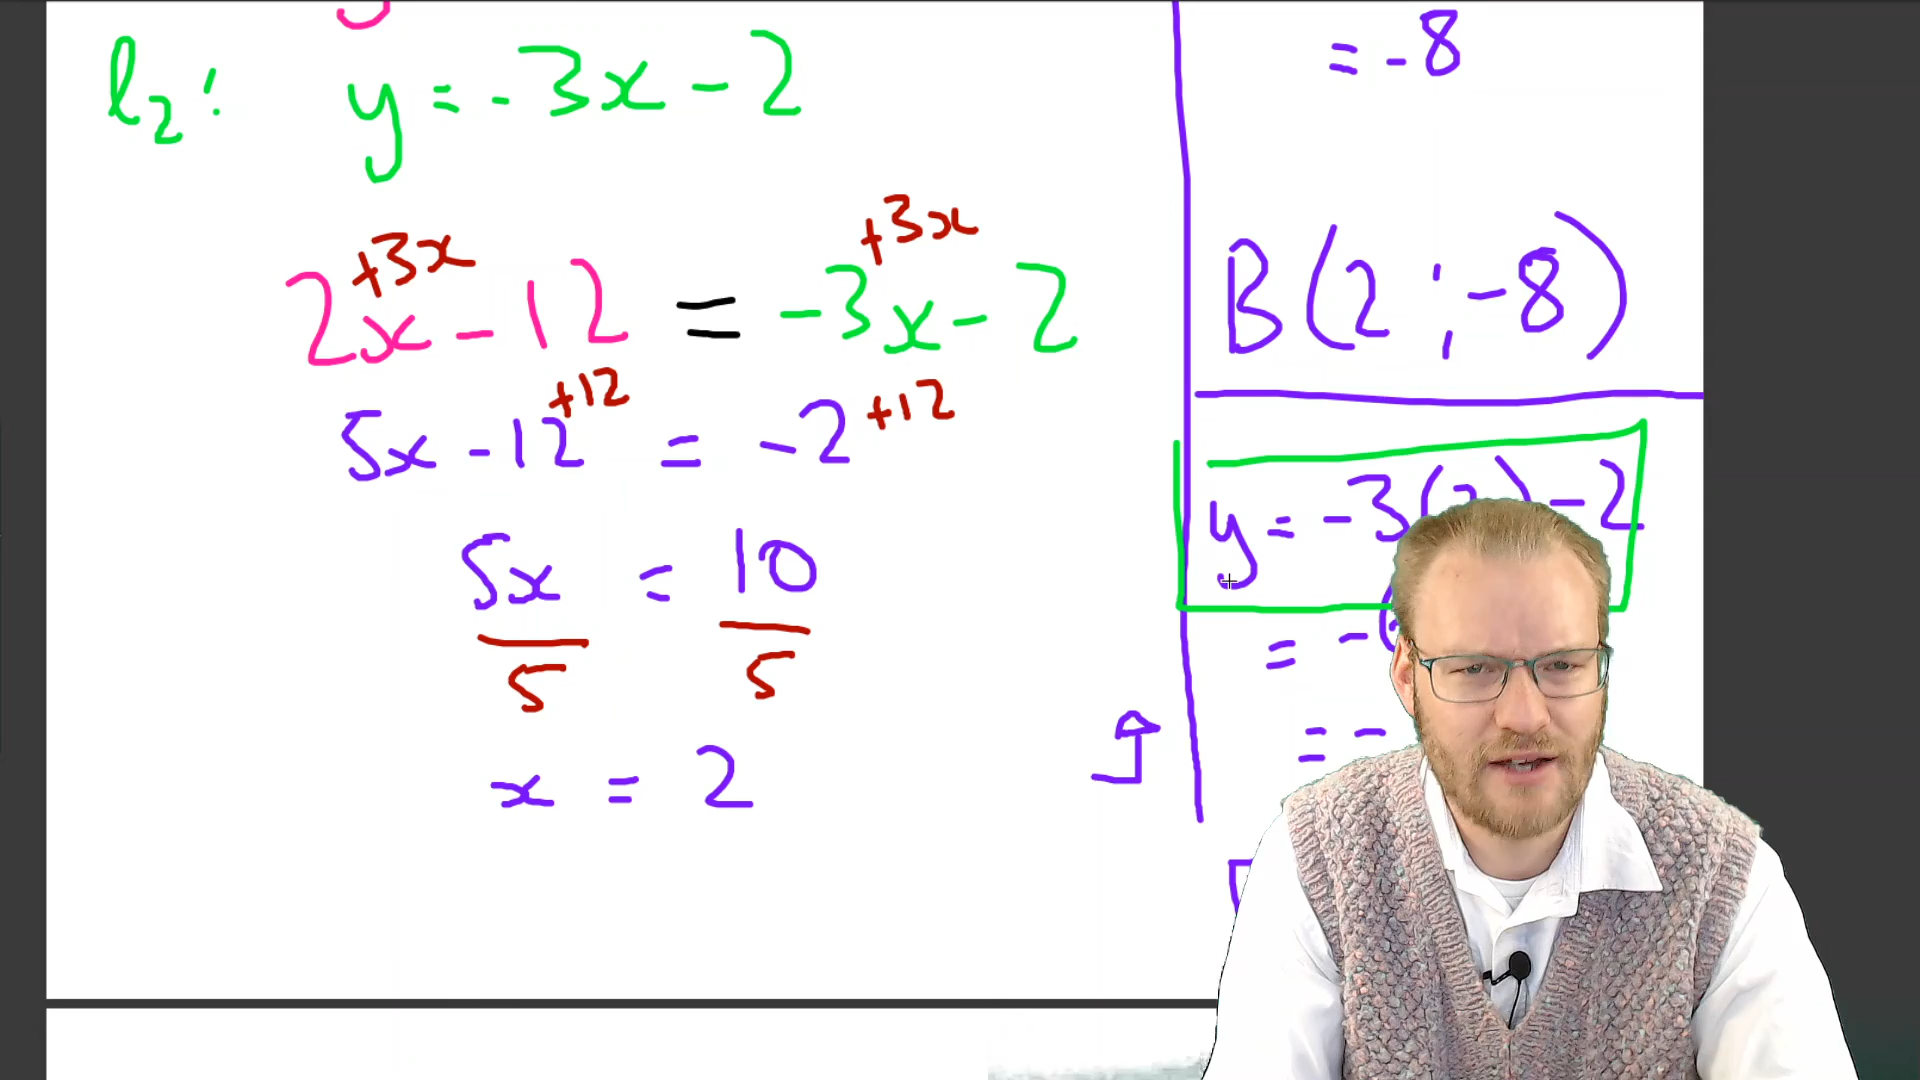 l₂: y = -3x - 2
+3x +3x
2x - 12 = -3x - 2
+12 +12
5x - 12 = -2
5x = 10
5 5
x = 2
= -8
B(2 ; -8)
y = -3(2) - 2
= -
= -